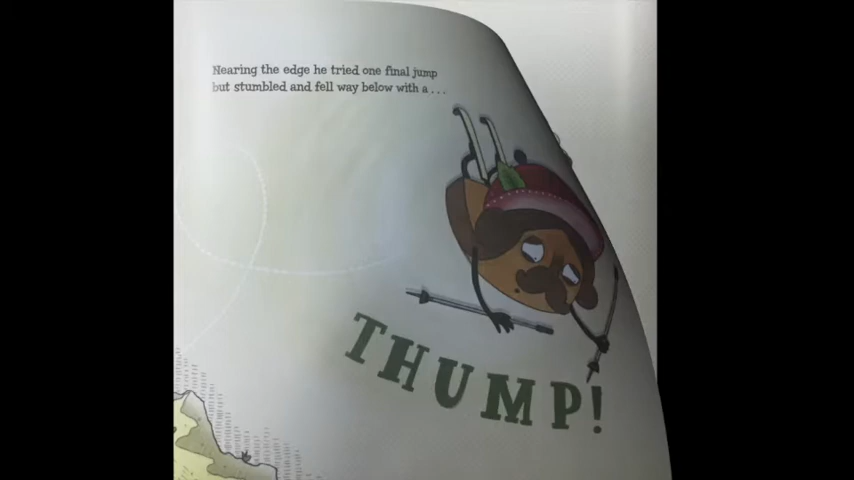 Nearing the edge he tried one final jump
but stumbled and fell way below with a . . .
THUMP!